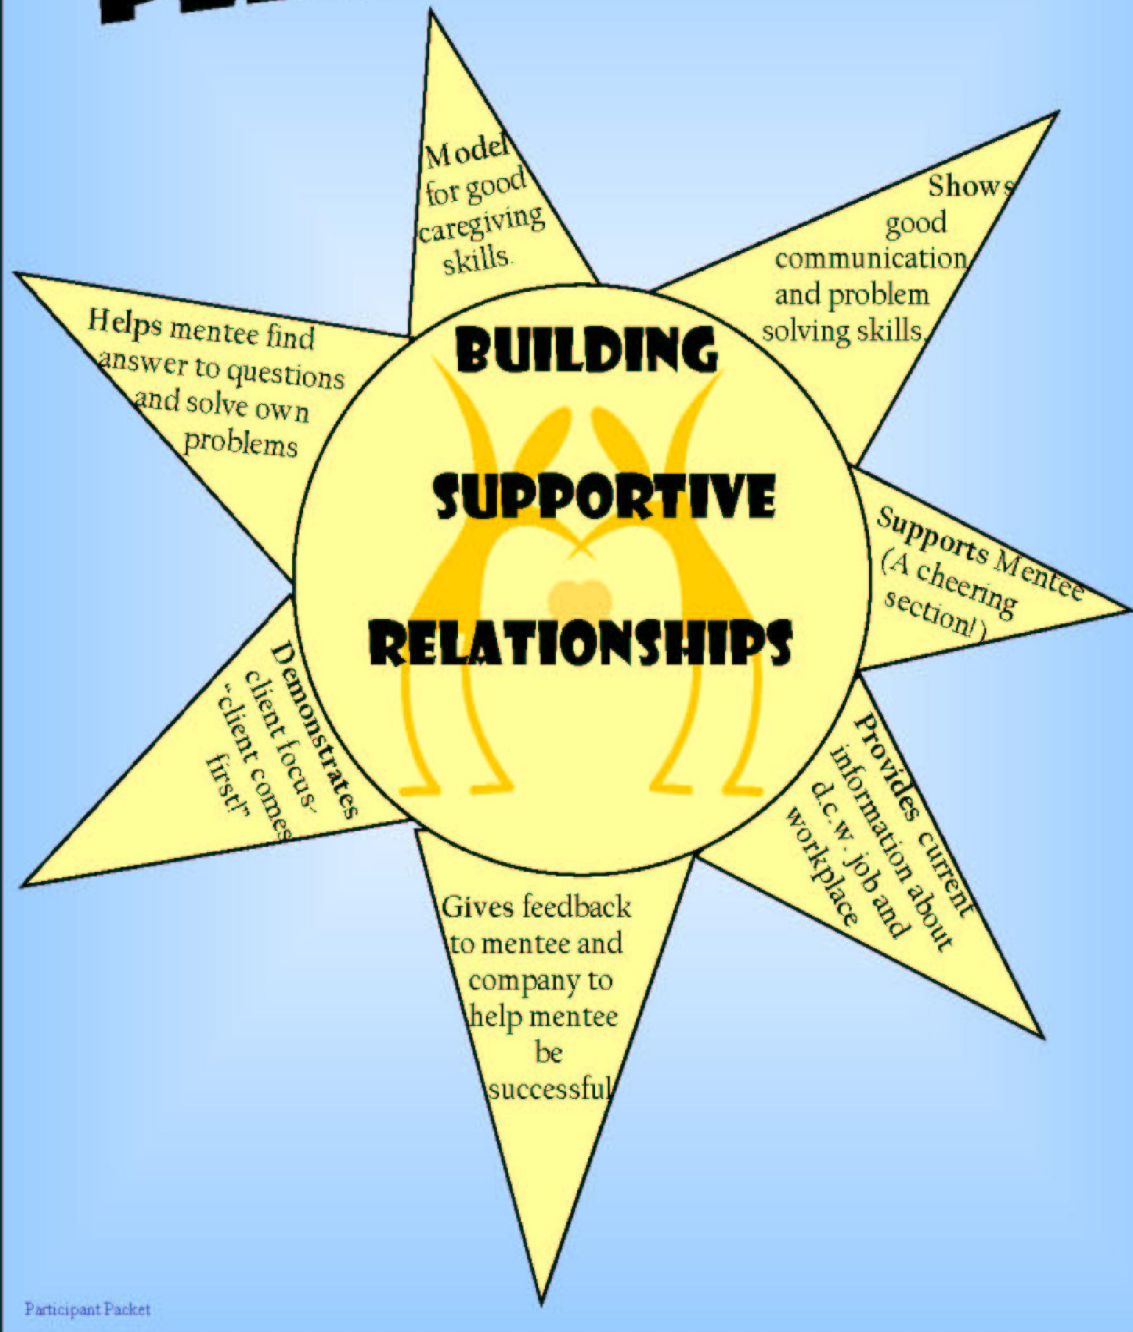 Model
for good
caregiving
skills.
Shows
good
communication
and problem
solving skills.
Helps mentee find
answer to questions
and solve own
problems
BUILDING
SUPPORTIVE
RELATIONSHIPS
Supports Mentee
(A cheering
section!)
Demonstrates
client focus-
"client comes
first!"
Provides current
information about
d.c.w. job and
workplace
Gives feedback
to mentee and
company to
help mentee
be
successful
Participant Packet